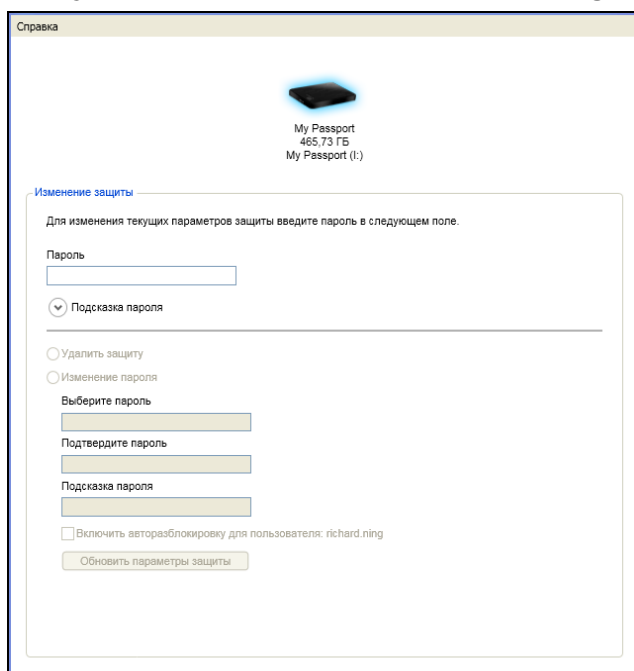 Справка
My Passport
465,73 ГБ
My Passport (I:)
Изменение защиты
Для изменения текущих параметров защиты введите пароль в следующем поле.
Пароль
Подсказка пароля
Удалить защиту
Изменение пароля
Выберите пароль
Подтвердите пароль
Подсказка пароля
Включить авторазблокировку для пользователя: richard.ning
Обновить параметры защиты